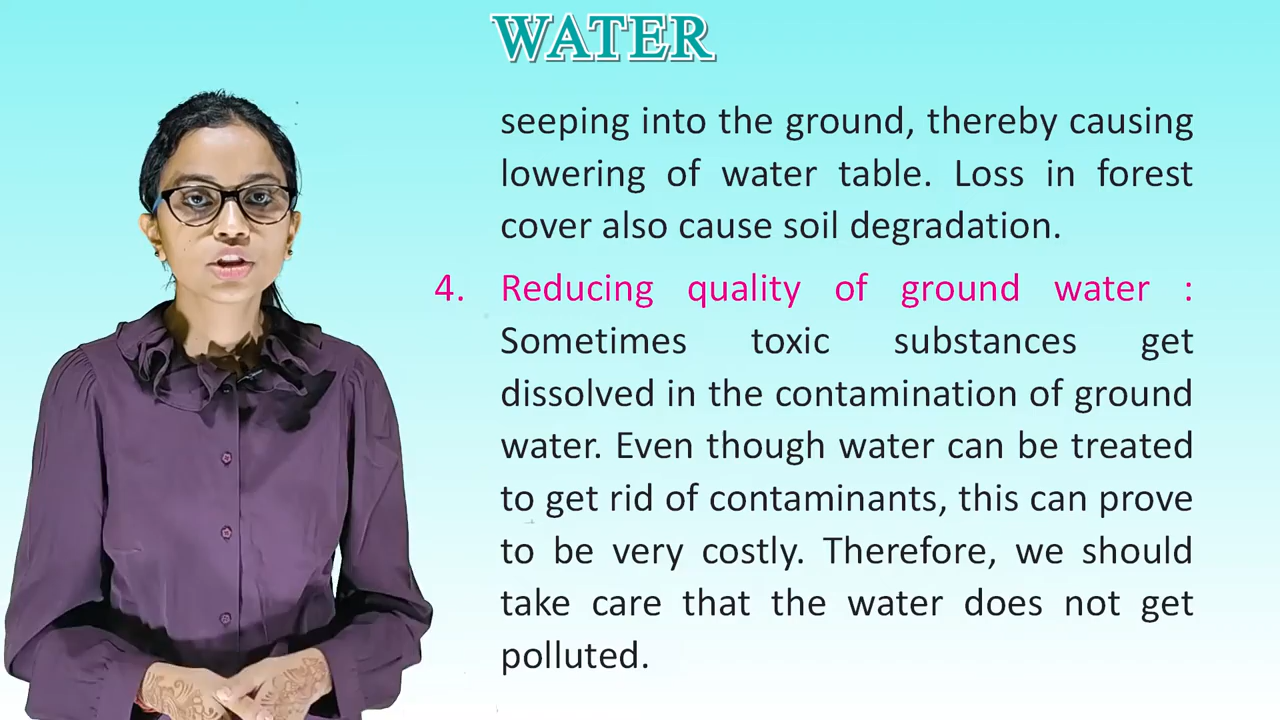 WATER
seeping into the ground, thereby causing
lowering of water table. Loss in forest
cover also cause soil degradation.
4. Reducing quality of ground water :
Sometimes toxic substances get
dissolved in the contamination of ground
water. Even though water can be treated
to get rid of contaminants, this can prove
to be very costly. Therefore, we should
take care that the water does not get
polluted.